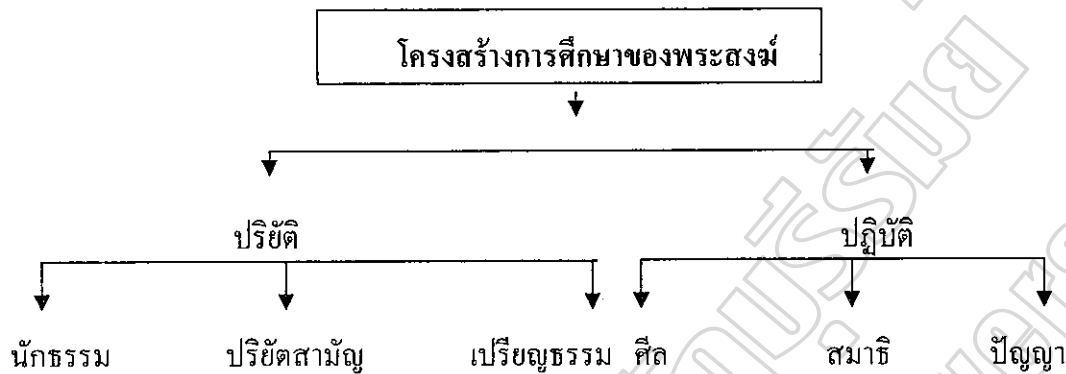 โครงสร้างการศึกษาของพระสงฆ์
ปริยัติ ปฏิบัติ
นักธรรม ปริยัตสามัญ เปรียญธรรม ศีล สมาธิ ปัญญา